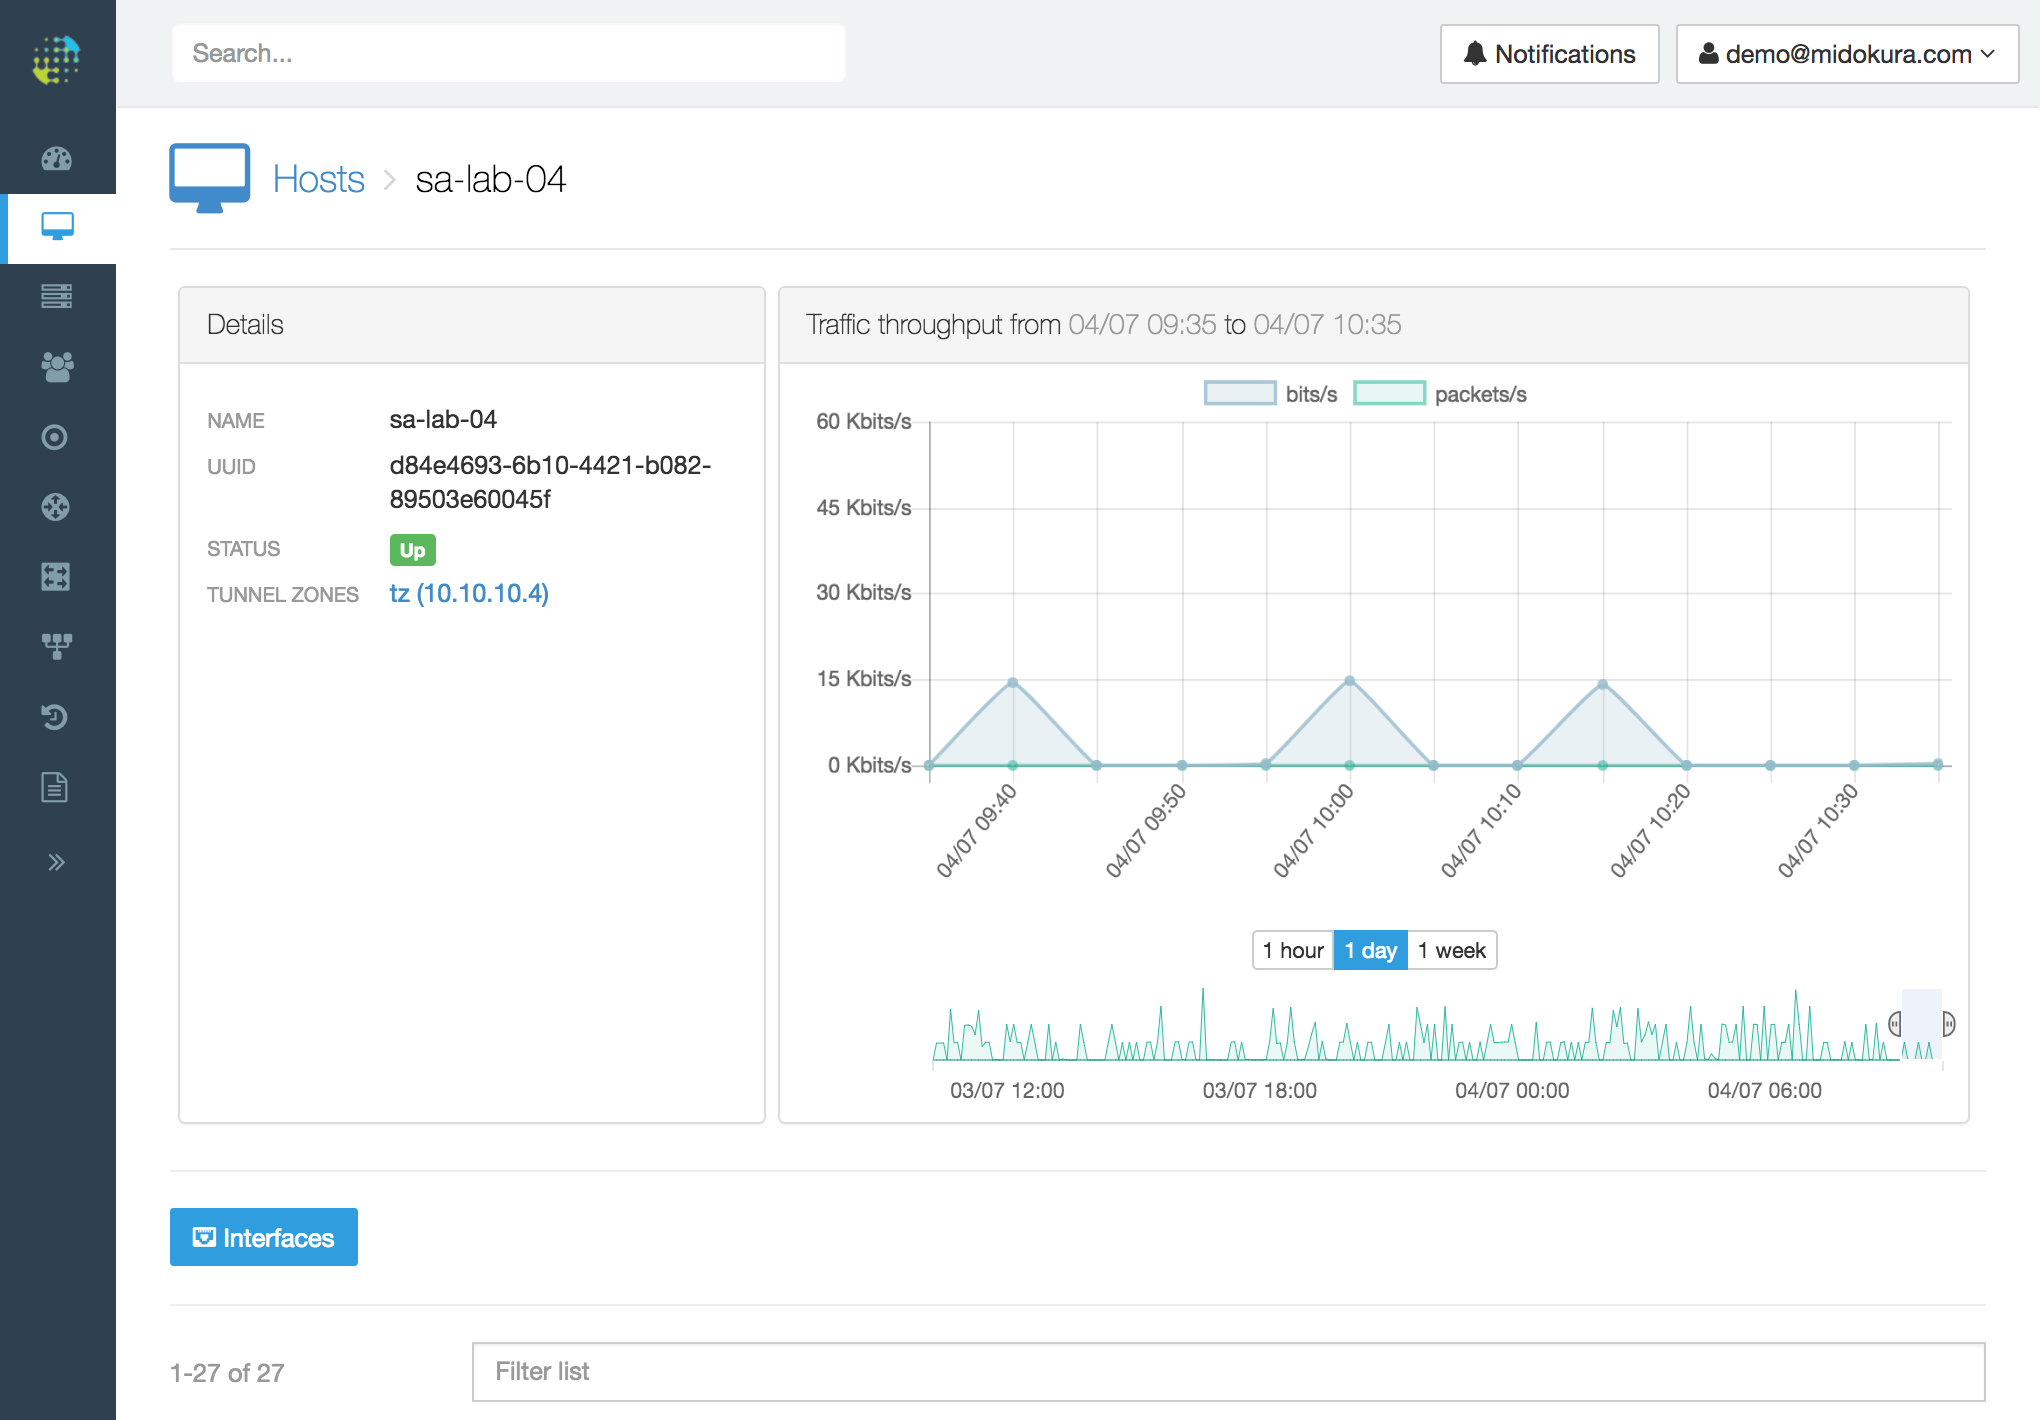 Search...
Notifications
demo@midokura.com
Hosts
sa-lab-04
Details
NAME
sa-lab-04
UUID
d84e4693-6b10-4421-b082-
89503e60045f
STATUS
Up
TUNNEL ZONES
tz (10.10.10.4)
Traffic throughput from 04/07 09:35 to 04/07 10:35
bits/s
packets/s
60 Kbits/s
45 Kbits/s
30 Kbits/s
15 Kbits/s
0 Kbits/s
04/07 09:40
04/07 09:50
04/07 10:00
04/07 10:10
04/07 10:20
04/07 10:30
1 hour
1 day
1 week
03/07 12:00
03/07 18:00
04/07 00:00
04/07 06:00
Interfaces
1-27 of 27
Filter list